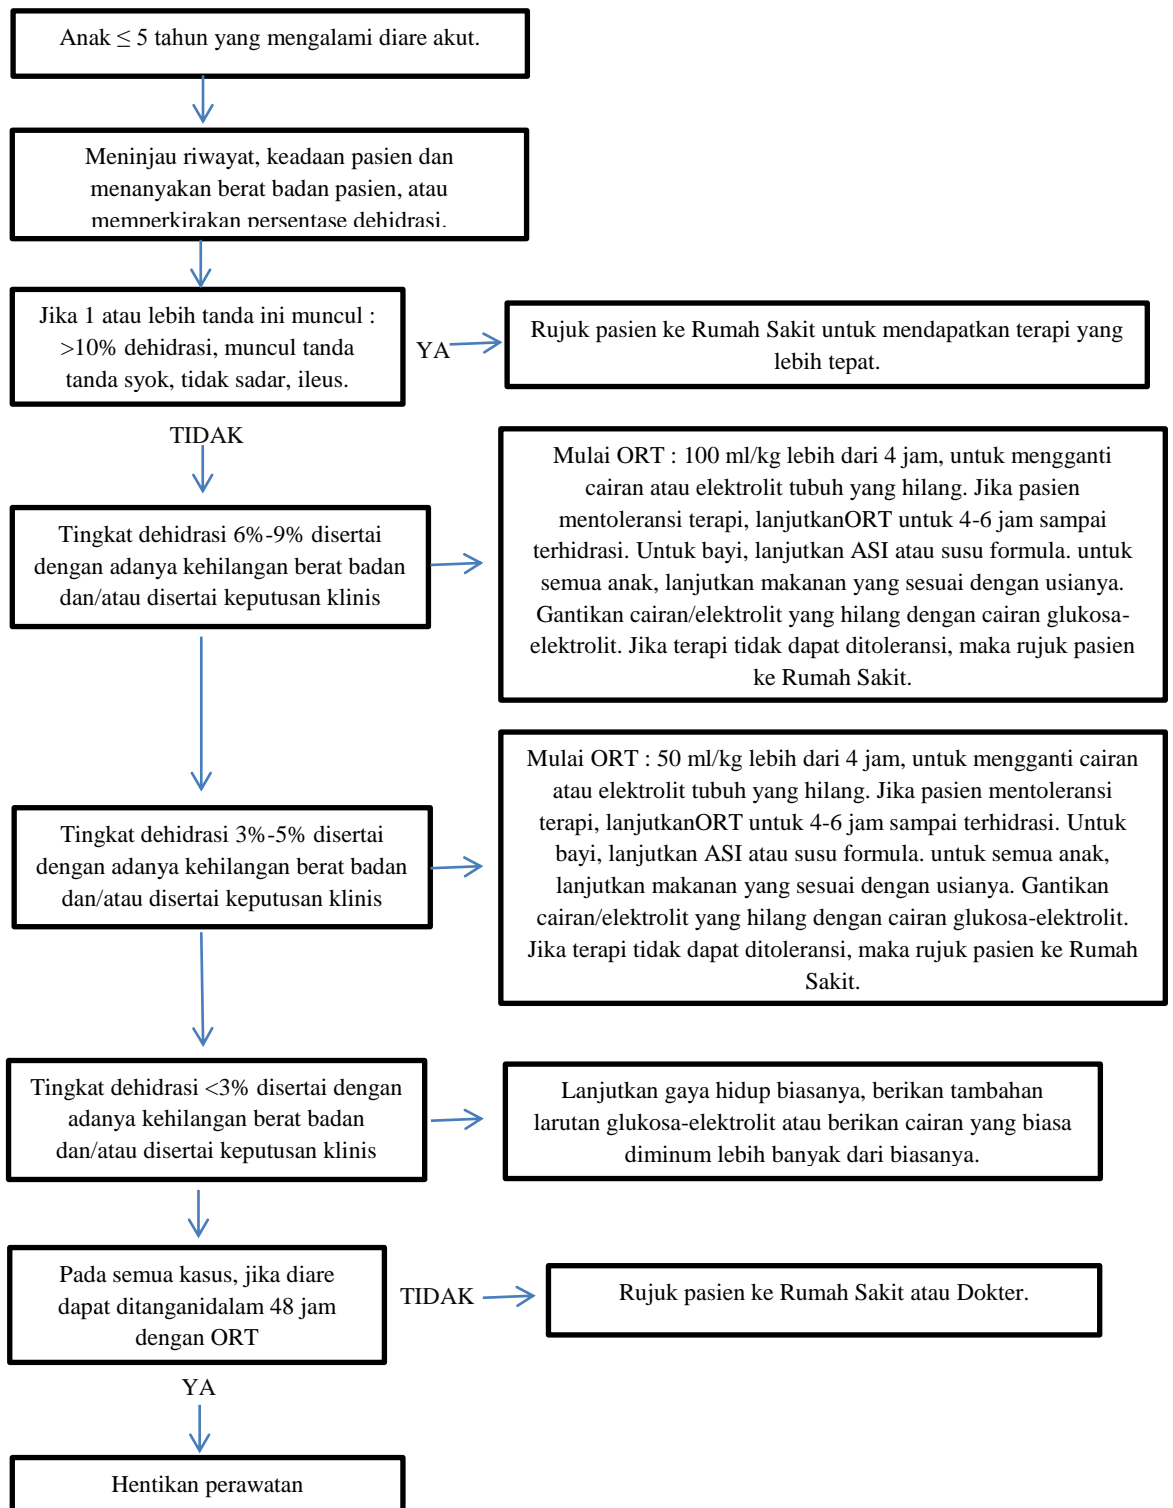 Anak ≤ 5 tahun yang mengalami diare akut.
Meninjau riwayat, keadaan pasien dan
menanyakan berat badan pasien, atau
memperkirakan persentase dehidrasi.
Jika 1 atau lebih tanda ini muncul :
>10% dehidrasi, muncul tanda
tanda syok, tidak sadar, ileus.
YA
Rujuk pasien ke Rumah Sakit untuk mendapatkan terapi yang
lebih tepat.
TIDAK
Tingkat dehidrasi 6%-9% disertai
dengan adanya kehilangan berat badan
dan/atau disertai keputusan klinis
Mulai ORT : 100 ml/kg lebih dari 4 jam, untuk mengganti
cairan atau elektrolit tubuh yang hilang. Jika pasien
mentoleransi terapi, lanjutkanORT untuk 4-6 jam sampai
terhidrasi. Untuk bayi, lanjutkan ASI atau susu formula. untuk
semua anak, lanjutkan makanan yang sesuai dengan usianya.
Gantikan cairan/elektrolit yang hilang dengan cairan glukosa-
elektrolit. Jika terapi tidak dapat ditoleransi, maka rujuk pasien
ke Rumah Sakit.
Tingkat dehidrasi 3%-5% disertai
dengan adanya kehilangan berat badan
dan/atau disertai keputusan klinis
Mulai ORT : 50 ml/kg lebih dari 4 jam, untuk mengganti cairan
atau elektrolit tubuh yang hilang. Jika pasien mentoleransi
terapi, lanjutkanORT untuk 4-6 jam sampai terhidrasi. Untuk
bayi, lanjutkan ASI atau susu formula. untuk semua anak,
lanjutkan makanan yang sesuai dengan usianya. Gantikan
cairan/elektrolit yang hilang dengan cairan glukosa-elektrolit.
Jika terapi tidak dapat ditoleransi, maka rujuk pasien ke Rumah
Sakit.
Tingkat dehidrasi <3% disertai dengan
adanya kehilangan berat badan
dan/atau disertai keputusan klinis
Lanjutkan gaya hidup biasanya, berikan tambahan
larutan glukosa-elektrolit atau berikan cairan yang biasa
diminum lebih banyak dari biasanya.
Pada semua kasus, jika diare
dapat ditanganidalam 48 jam
dengan ORT
TIDAK
Rujuk pasien ke Rumah Sakit atau Dokter.
YA
Hentikan perawatan